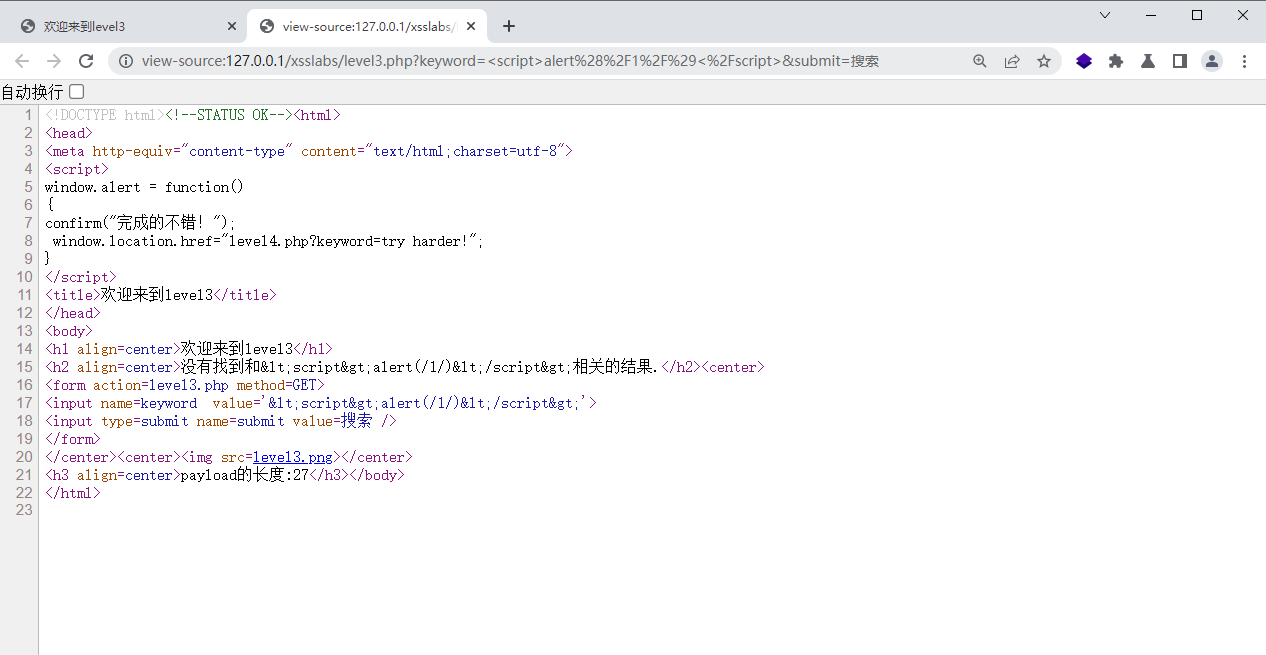 欢迎来到level3
view-source:127.0.0.1/xsslabs/
view-source:127.0.0.1/xsslabs/level3.php?keyword=<script>alert%28%2F1%2F%29<%2Fscript>&submit=搜索
自动换行
1 <!DOCTYPE html><!--STATUS OK--><html>
2 <head>
3 <meta http-equiv="content-type" content="text/html;charset=utf-8">
4 <script>
5 window.alert = function()
6 {
7 confirm("完成的不错！");
8  window.location.href="level4.php?keyword=try harder!";
9 }
10 </script>
11 <title>欢迎来到level3</title>
12 </head>
13 <body>
14 <h1 align=center>欢迎来到level3</h1>
15 <h2 align=center>没有找到和&lt;script&gt;alert(/1/)&lt;/script&gt;相关的结果.</h2><center>
16 <form action=level3.php method=GET>
17 <input name=keyword  value='&lt;script&gt;alert(/1/)&lt;/script&gt;'>
18 <input type=submit name=submit value=搜索 />
19 </form>
20 </center><center><img src=level3.png></center>
21 <h3 align=center>payload的长度:27</h3></body>
22 </html>
23